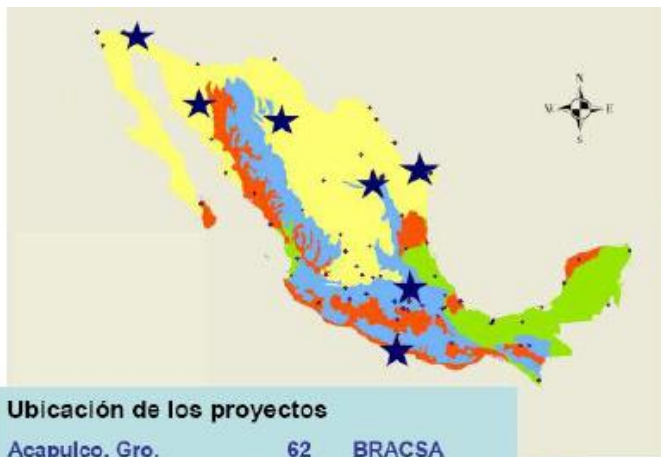 N
W E
S
Ubicación de los proyectos
Acapulco, Gro. 62 BRACSA